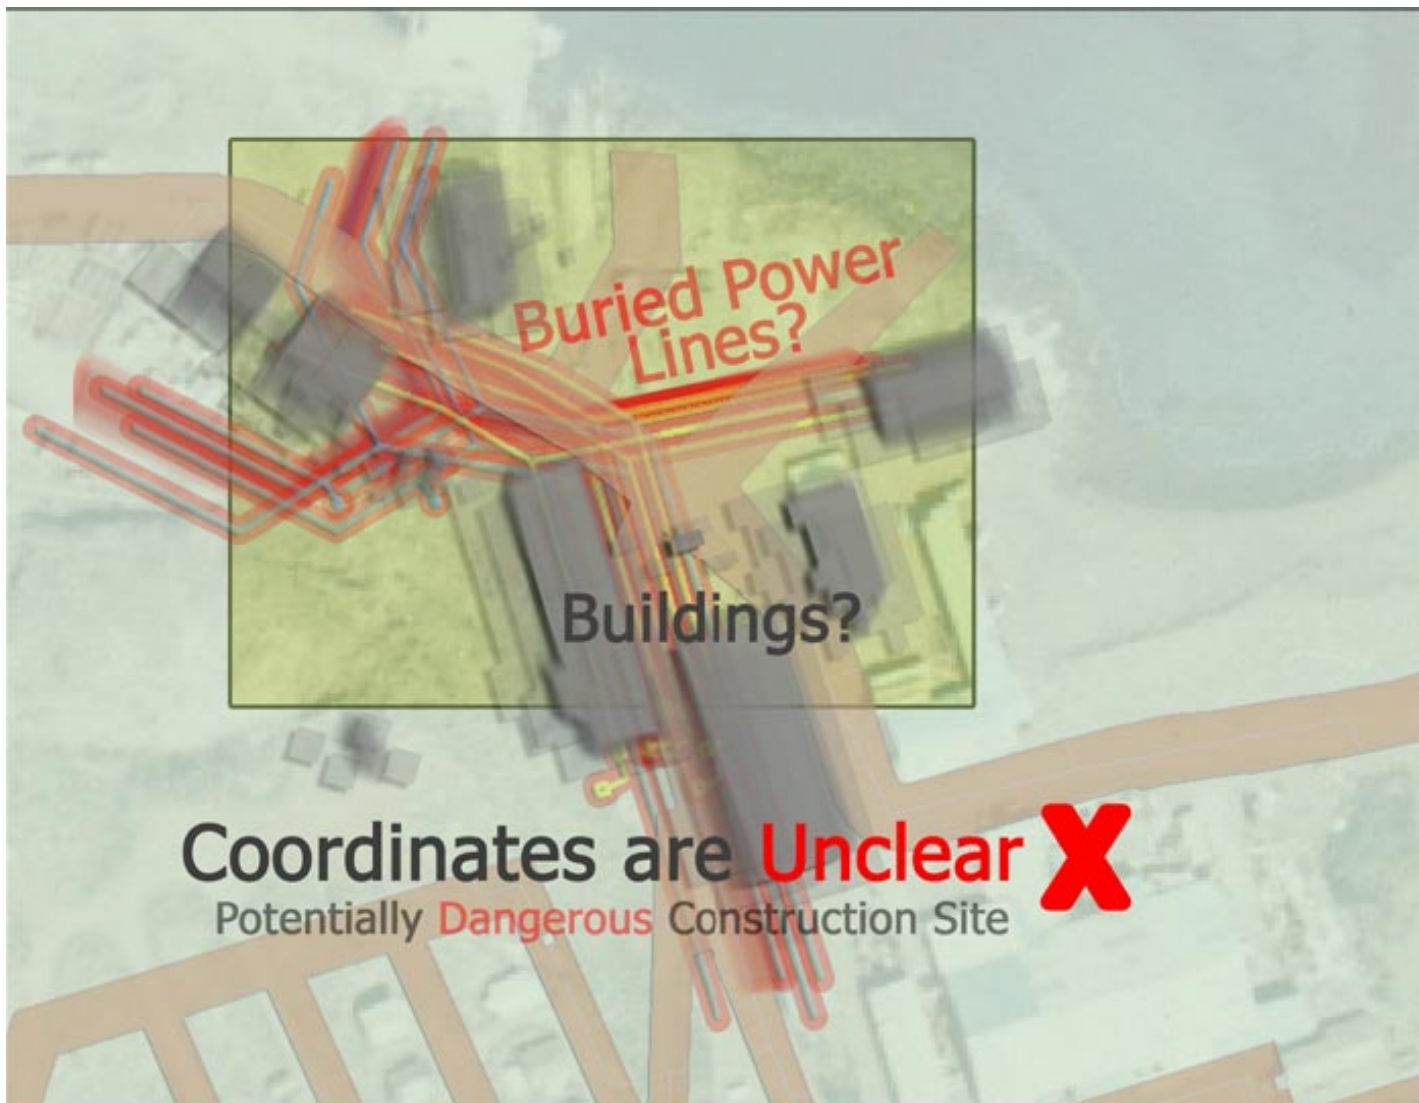 Buried Power
Lines?
Buildings?
Coordinates are Unclear X
Potentially Dangerous Construction Site